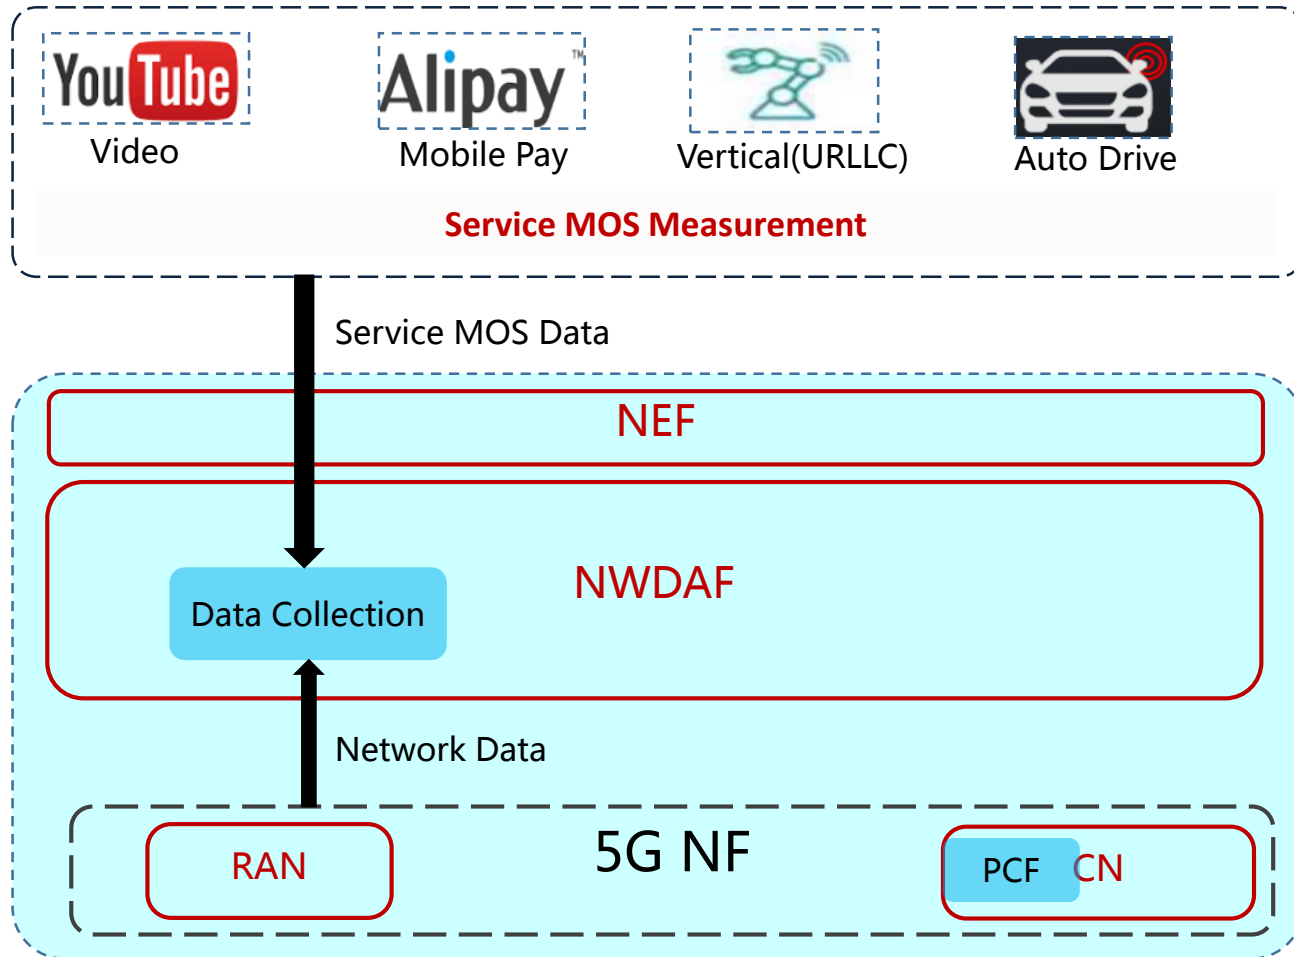 YouTube
Alipay™
Video
Mobile Pay
Vertical(URLLC)
Auto Drive
Service MOS Measurement
Service MOS Data
NEF
NWDAF
Data Collection
Network Data
5G NF
RAN
PCF
CN